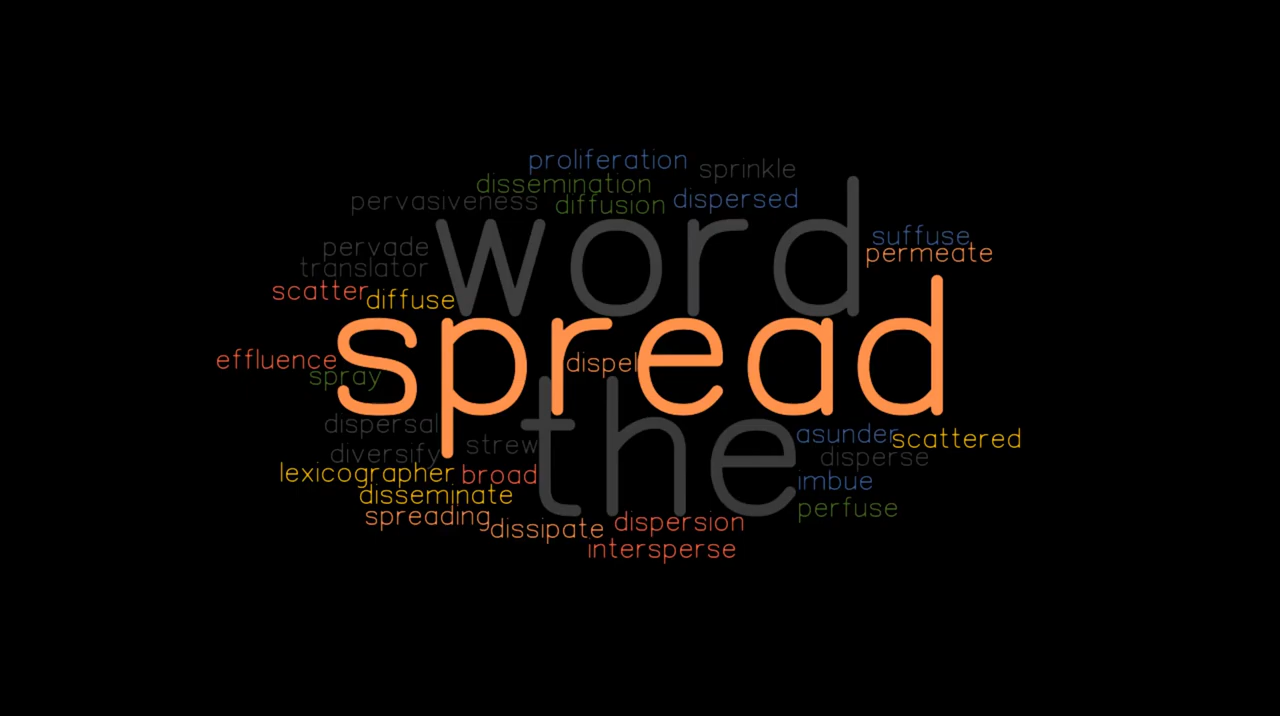 proliferation
sprinkle
dissemination
pervasiveness
diffusion
dispersed
word
suffuse
pervade
permeate
translator
scatter
diffuse
spread
effluence
dispel
spray
the
dispersal
asunder
scattered
diversify
strew
disperse
lexicographer
broad
imbue
disseminate
perfuse
spreading
dissipate
dispersion
intersperse